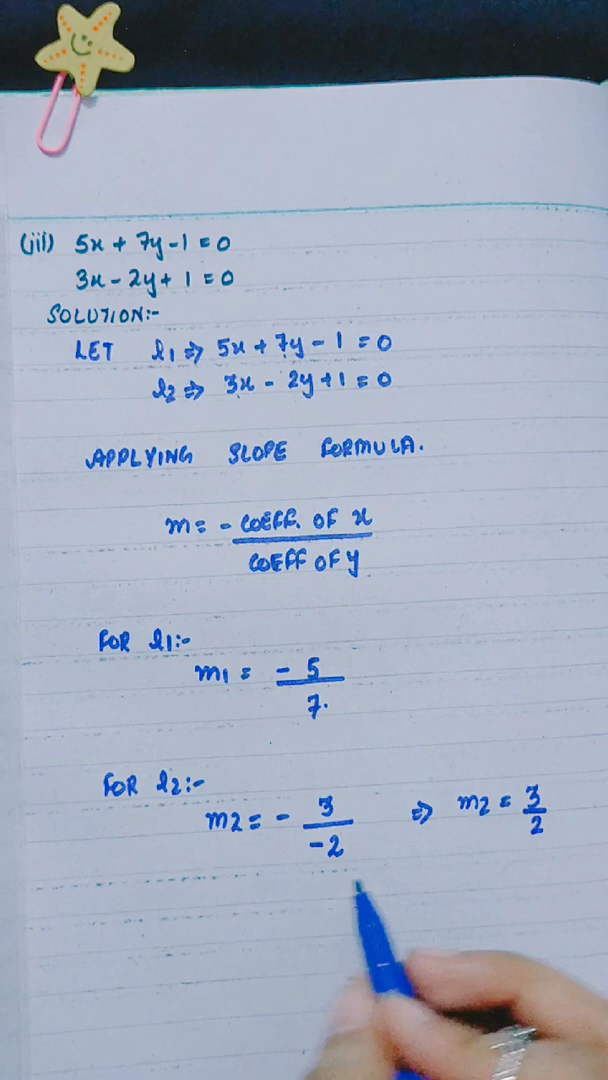 (iii) 5x + 7y - 1 = 0
3x - 2y + 1 = 0
SOLUTION:-
LET l1 ⇒ 5x + 7y - 1 = 0
l2 ⇒ 3x - 2y + 1 = 0
APPLYING SLOPE FORMULA.
m = - COEFF. OF x
COEFF OF y
FOR l1:-
m1 = - 5
7.
FOR l2:-
m2 = - 3 ⇒ m2 = 3
-2 2